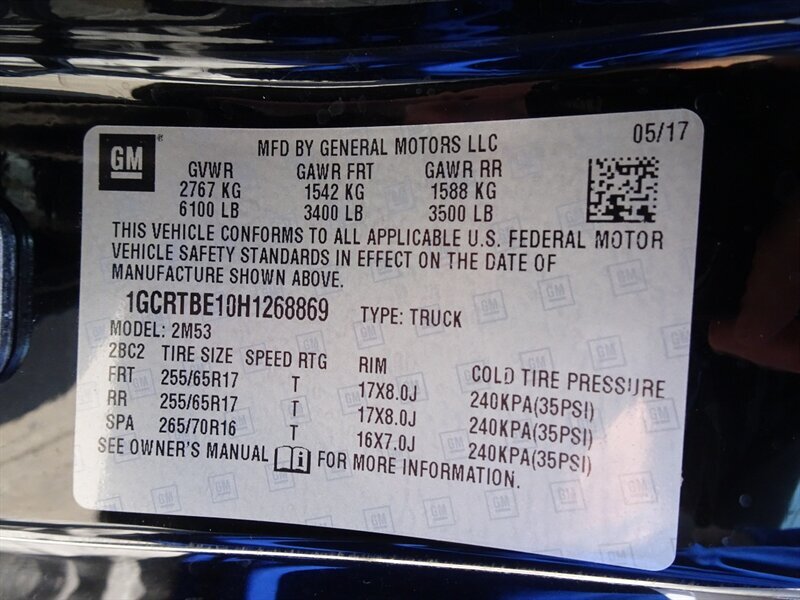 GM® MFD BY GENERAL MOTORS LLC 05/17
GVWR GAWR FRT GAWR RR
2767 KG 1542 KG 1588 KG
6100 LB 3400 LB 3500 LB
THIS VEHICLE CONFORMS TO ALL APPLICABLE U.S. FEDERAL MOTOR
VEHICLE SAFETY STANDARDS IN EFFECT ON THE DATE OF
MANUFACTURE SHOWN ABOVE.
1GCRTBE10H1268869 TYPE: TRUCK
MODEL: 2M53
2BC2 TIRE SIZE SPEED RTG RIM COLD TIRE PRESSURE
FRT 255/65R17 T 17X8.0J 240KPA(35PSI)
RR 255/65R17 T 17X8.0J 240KPA(35PSI)
SPA 265/70R16 T 16X7.0J 240KPA(35PSI)
SEE OWNER'S MANUAL i FOR MORE INFORMATION.